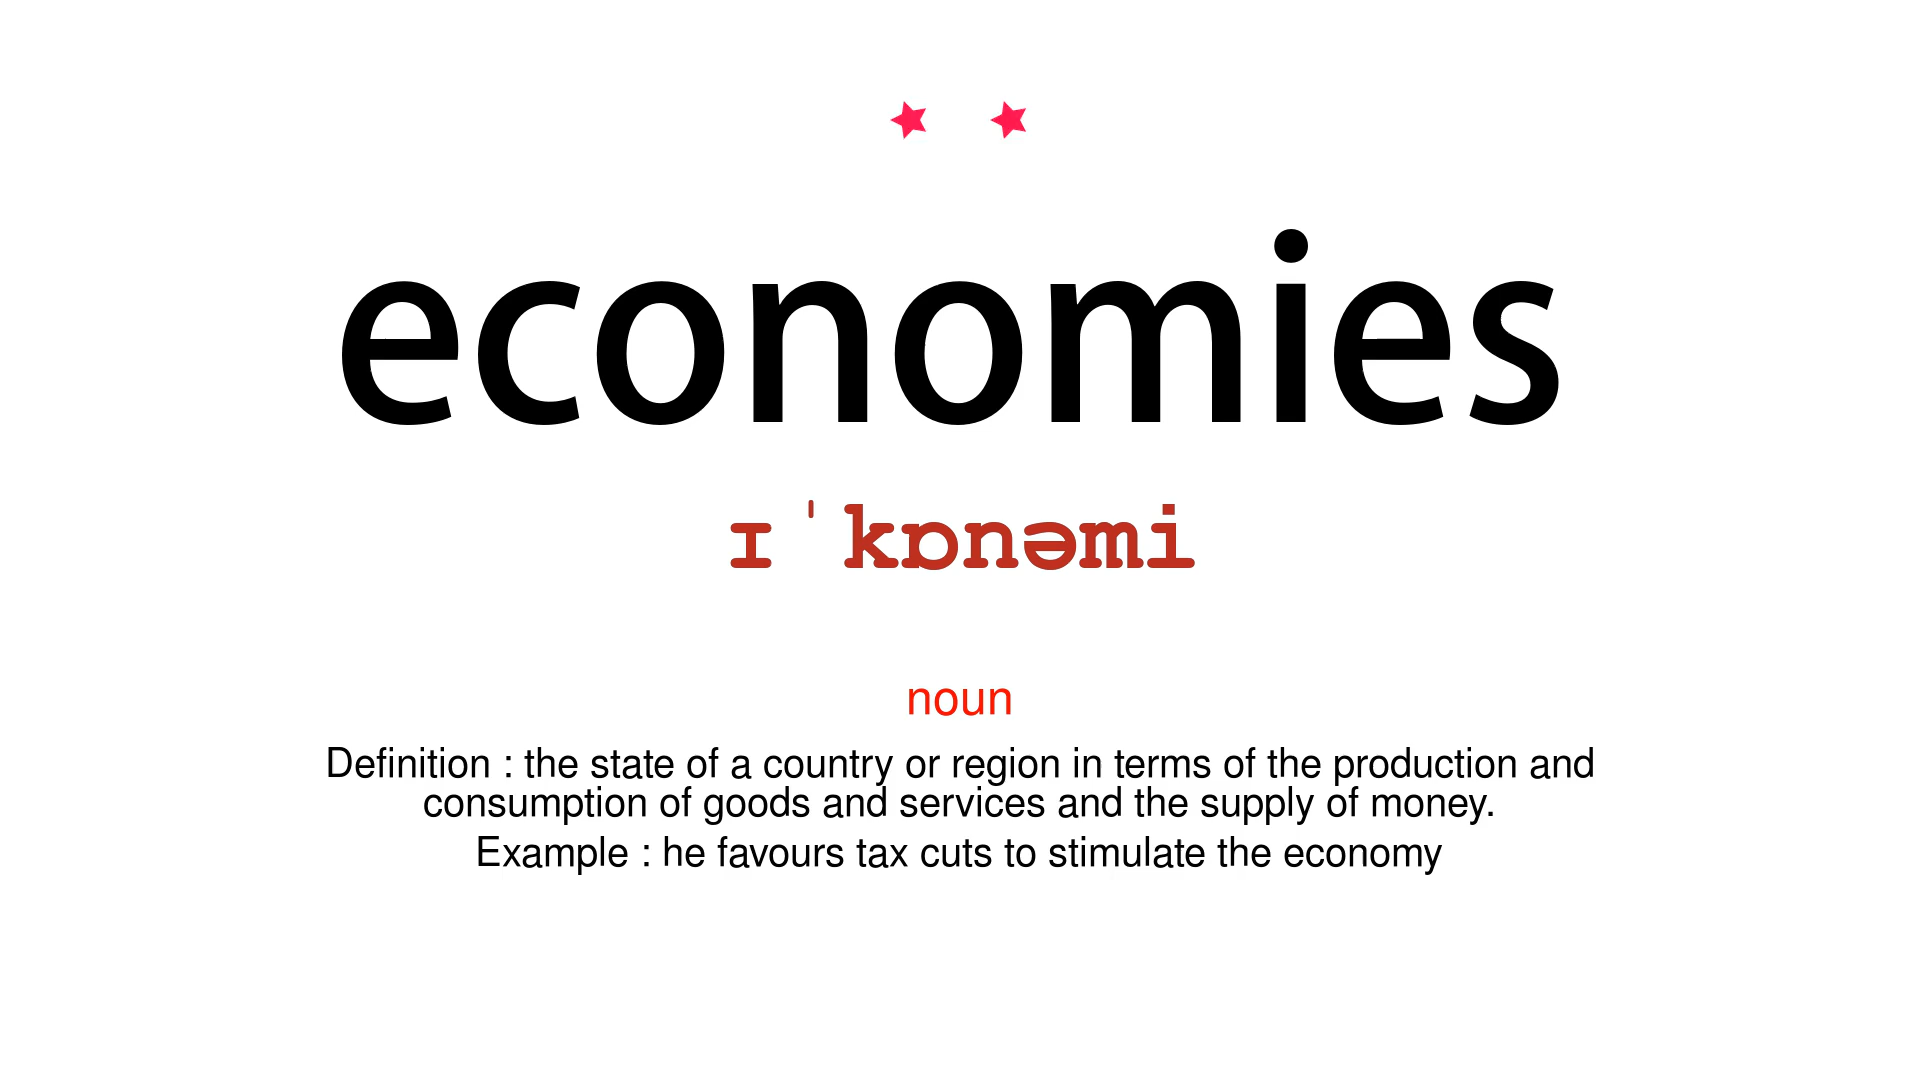 economies
ɪˈkɒnəmi
noun
Definition : the state of a country or region in terms of the production and
consumption of goods and services and the supply of money.
Example : he favours tax cuts to stimulate the economy